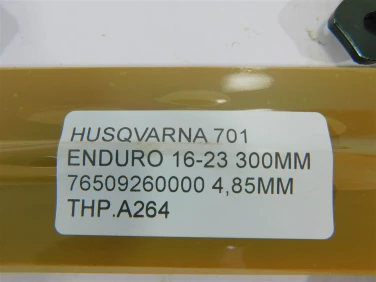 HUSQVARNA 701
ENDURO 16-23 300MM
76509260000 4,85MM
THP.A264